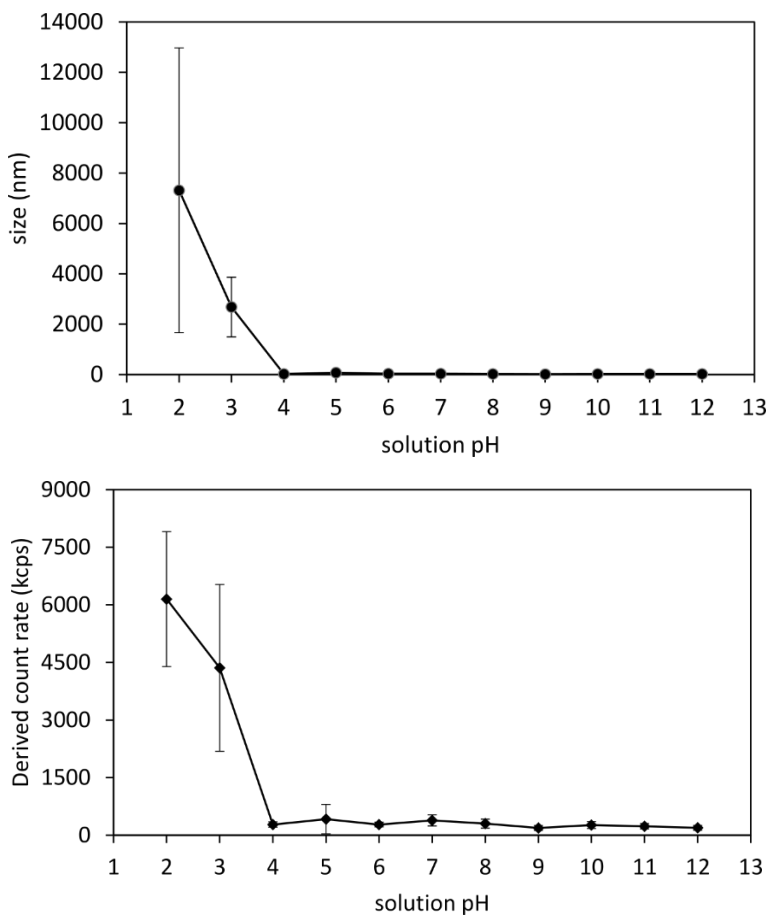 14000
12000
10000
8000
6000
4000
2000
0
size (nm)
1 2 3 4 5 6 7 8 9 10 11 12 13
solution pH
9000
7500
6000
4500
3000
1500
0
Derived count rate (kcps)
1 2 3 4 5 6 7 8 9 10 11 12 13
solution pH